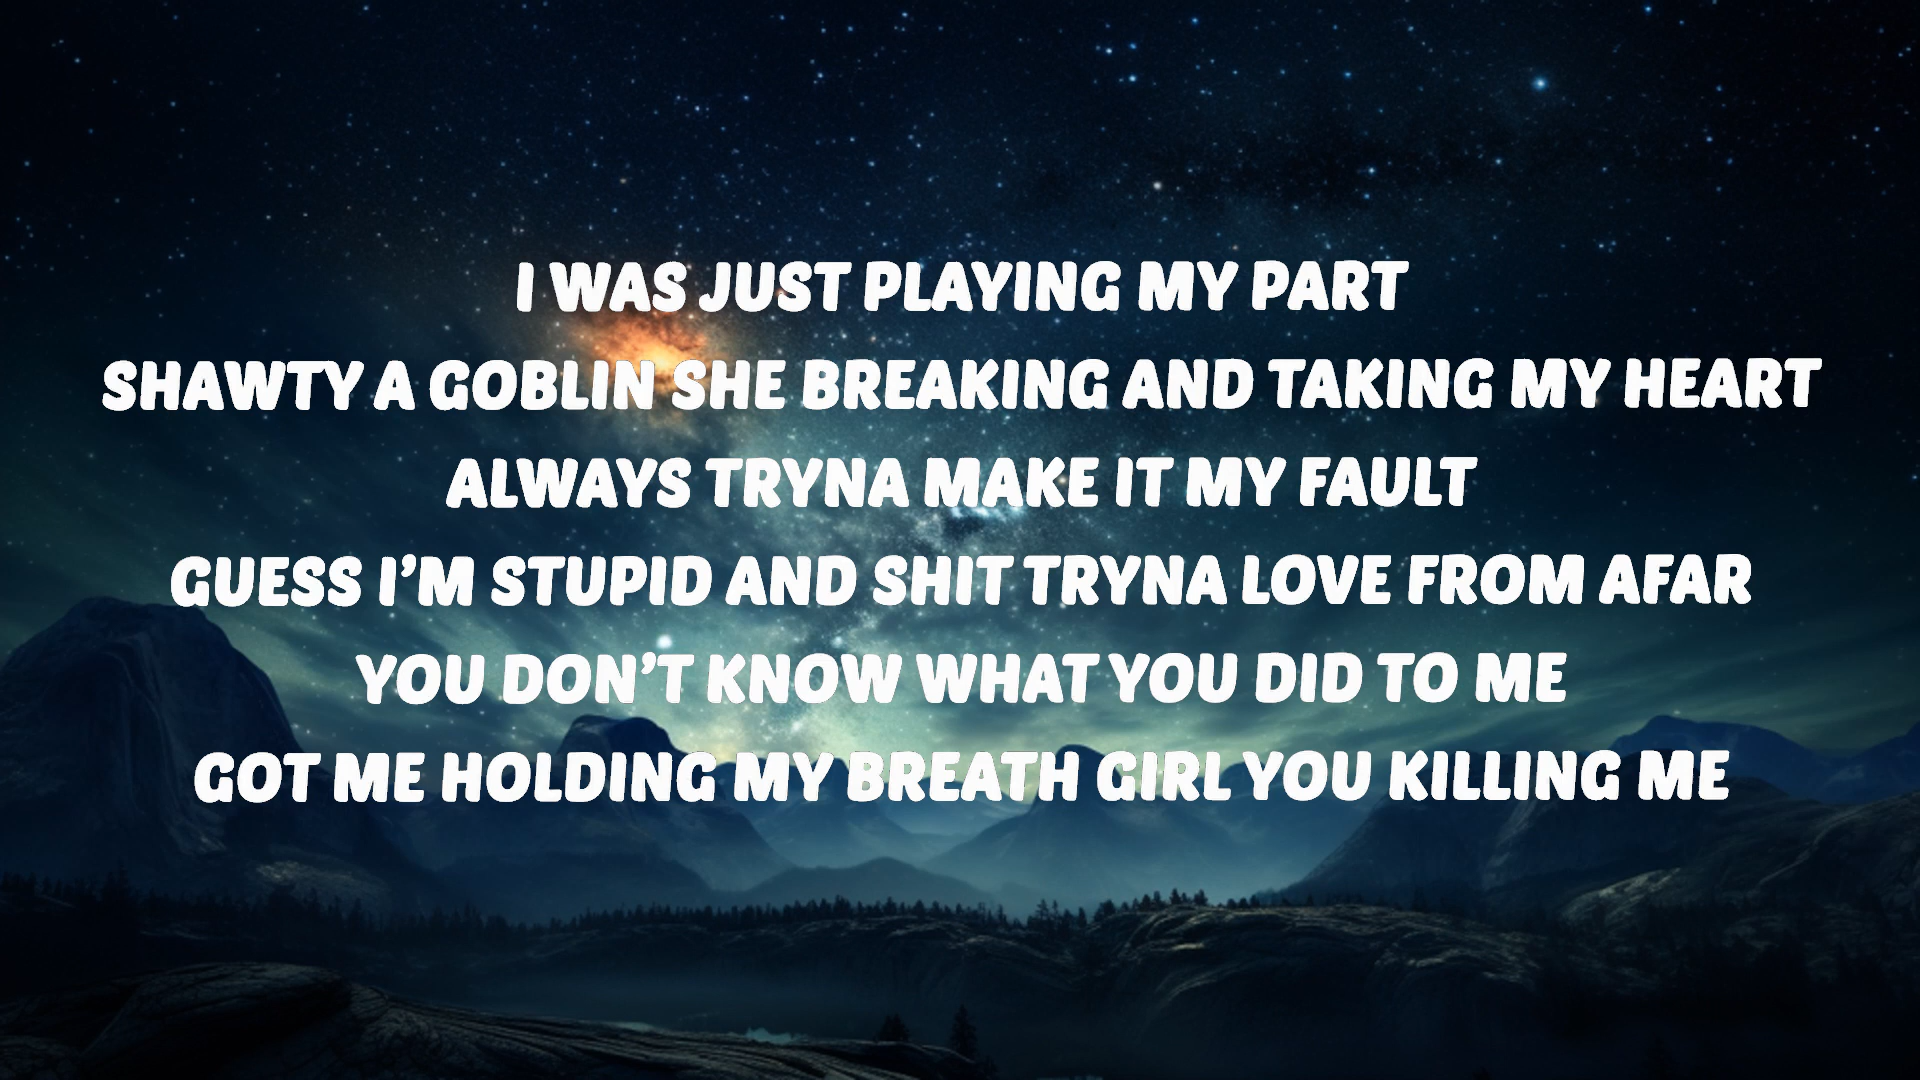 I WAS JUST PLAYING MY PART
SHAWTY A GOBLIN SHE BREAKING AND TAKING MY HEART
ALWAYS TRYNA MAKE IT MY FAULT
GUESS I’M STUPID AND SHIT TRYNA LOVE FROM AFAR
YOU DON’T KNOW WHAT YOU DID TO ME
GOT ME HOLDING MY BREATH GIRL YOU KILLING ME